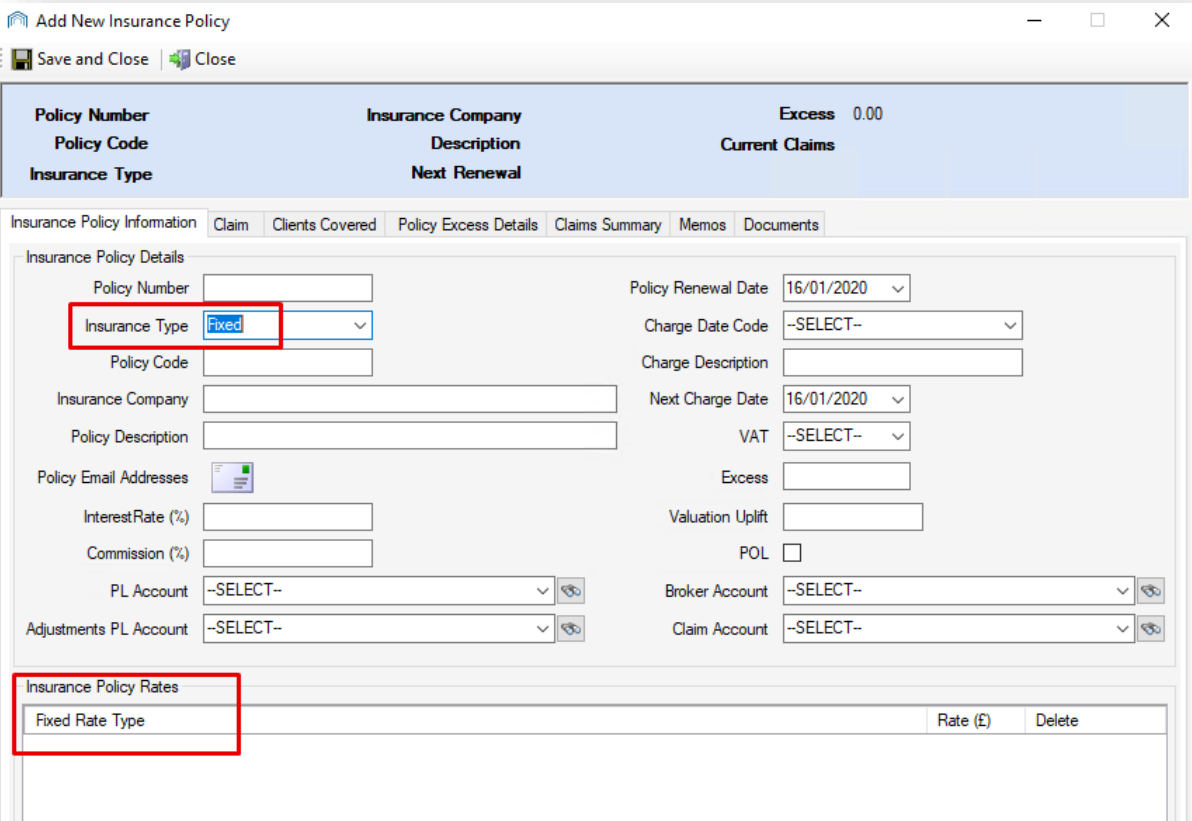 Add New Insurance Policy
Save and Close Close
Policy Number Insurance Company Excess 0.00
Policy Code Description Current Claims
Insurance Type Next Renewal
Insurance Policy Information Claim Clients Covered Policy Excess Details Claims Summary Memos Documents
Insurance Policy Details
Policy Number Policy Renewal Date 16/01/2020
Insurance Type Fixed Charge Date Code --SELECT--
Policy Code Charge Description
Insurance Company Next Charge Date 16/01/2020
Policy Description VAT --SELECT--
Policy Email Addresses Excess
InterestRate (%) Valuation Uplift
Commission (%) POL
PL Account --SELECT-- Broker Account --SELECT--
Adjustments PL Account --SELECT-- Claim Account --SELECT--
Insurance Policy Rates
Fixed Rate Type Rate (£) Delete